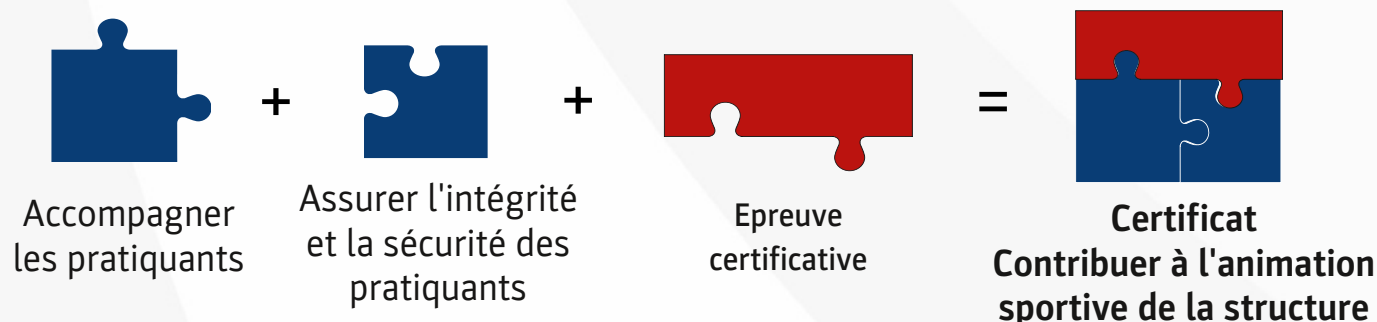 +
+
=
Accompagner
les pratiquants
Assurer l'intégrité
et la sécurité des
pratiquants
Epreuve
certificative
Certificat
Contribuer à l'animation
sportive de la structure